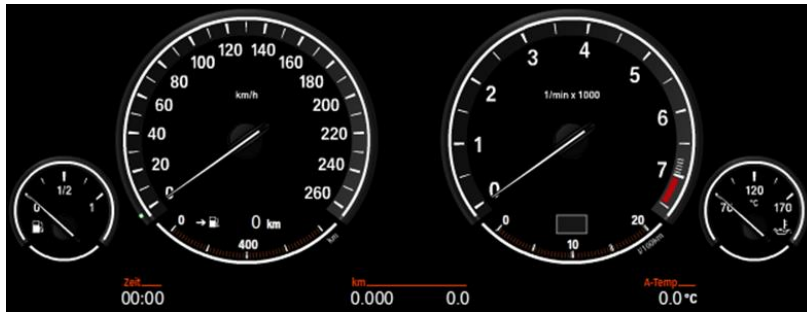 0 1/2 1
0 20 40 60 80 100 120 140 160 180 200 220 240 260
km/h
0 → 0 km
400
km
0 1 2 3 4 5 6 7
1/min x 1000
0 10 20
l/100km
70 120 170
°C
Zeit
00:00
km
0.000 0.0
A-Temp
0.0 °C